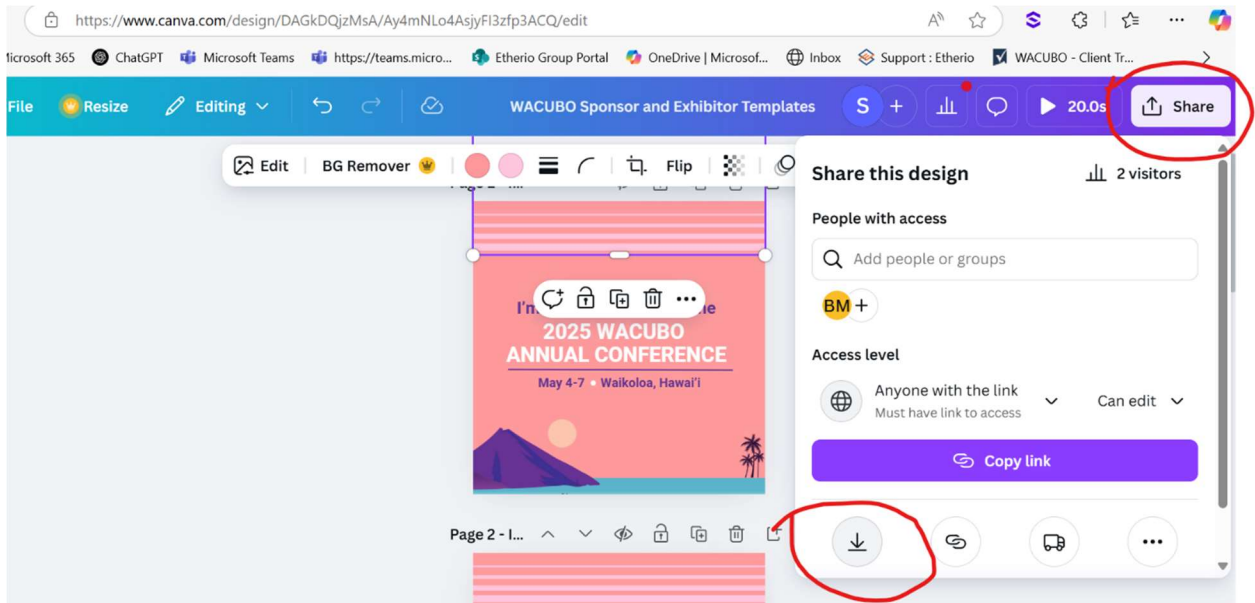 https://www.canva.com/design/DAGkDQjzMsA/Ay4mNLo4AsjyFI3zfp3ACQ/edit
Microsoft 365 ChatGPT Microsoft Teams https://teams.micro... Etherio Group Portal OneDrive | Microsof... Inbox Support : Etherio WACUBO - Client Tr...
File Resize Editing WACUBO Sponsor and Exhibitor Templates S + 20.0s Share
Edit BG Remover Flip
Share this design 2 visitors
People with access
Add people or groups
BM +
I'm
2025 WACUBO
ANNUAL CONFERENCE
May 4-7 • Waikoloa, Hawai'i
Access level
Anyone with the link Can edit
Must have link to access
Copy link
Page 2 - I...